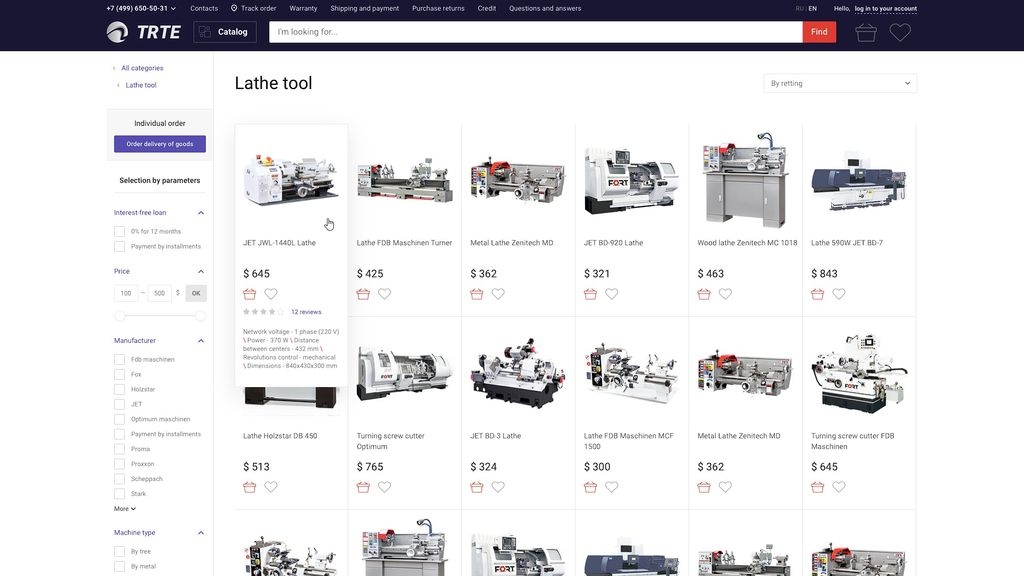 +7 (499) 650-50-31
Contacts
Track order
Warranty
Shipping and payment
Purchase returns
Credit
Questions and answers
RU | EN
Hello, log in to your account
TRTE
Catalog
I'm looking for...
Find
All categories
Lathe tool
Individual order
Order delivery of goods
Selection by parameters
Interest-free loan
0% for 12 months
Payment by installments
Price
100 – 500 $ OK
Manufacturer
Fdb maschinen
Fox
Holzstar
JET
Optimum maschinen
Payment by installments
Proma
Proxxon
Scheppach
Stark
More
Machine type
By tree
By metal
Lathe tool
By retting
JET JWL-1440L Lathe
$ 645
12 reviews
Network voltage - 1 phase (220 V)
\ Power - 370 W \ Distance
between centers - 432 mm \
Revolutions control - mechanical
\ Dimensions - 840x430x300 mm
Lathe FDB Maschinen Turner
$ 425
Metal Lathe Zenitech MD
$ 362
FORT
JET BD-920 Lathe
$ 321
Wood lathe Zenitech MC 1018
$ 463
Lathe 590W JET BD-7
$ 843
Lathe Holzstar DB 450
$ 513
FORT
Turning screw cutter
Optimum
$ 765
JET BD-3 Lathe
$ 324
FORT
Lathe FDB Maschinen MCF
1500
$ 300
Metal Lathe Zenitech MD
$ 362
FORT
Turning screw cutter FDB
Maschinen
$ 645
FORT